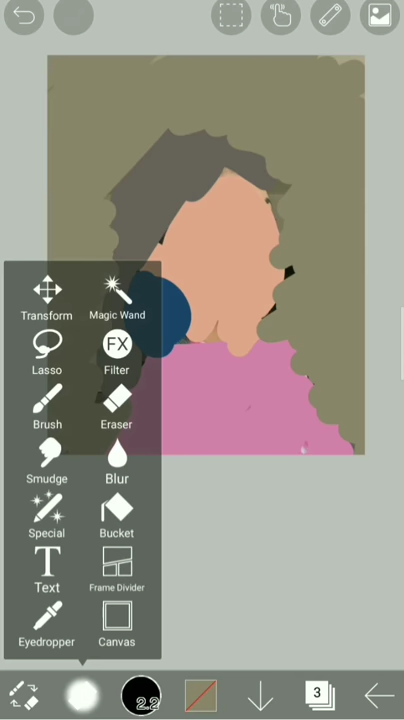 Transform Magic Wand
Lasso Filter
FX
Brush Eraser
Smudge Blur
Special Bucket
T
Text Frame Divider
Eyedropper Canvas
2.2
3